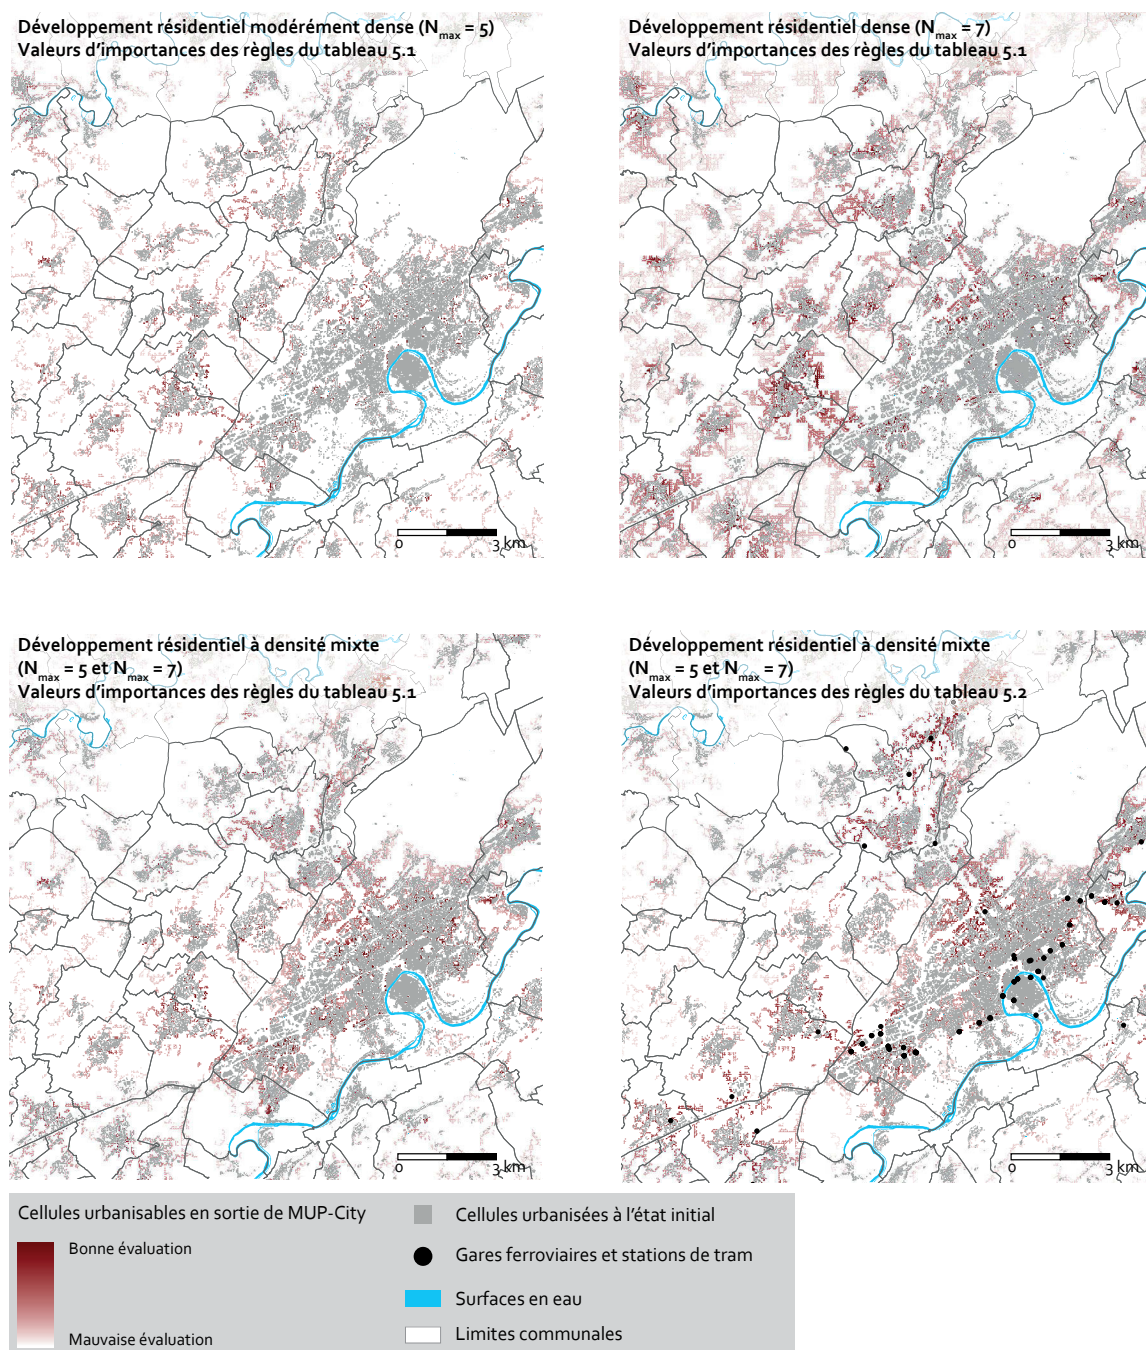 Développement résidentiel modérément dense (Nmax = 5)
Valeurs d'importances des règles du tableau 5.1
0 3 km
Développement résidentiel dense (Nmax = 7)
Valeurs d'importances des règles du tableau 5.1
0 3 km
Développement résidentiel à densité mixte
(Nmax = 5 et Nmax = 7)
Valeurs d'importances des règles du tableau 5.1
0 3 km
Développement résidentiel à densité mixte
(Nmax = 5 et Nmax = 7)
Valeurs d'importances des règles du tableau 5.2
0 3 km
Cellules urbanisables en sortie de MUP-City
Bonne évaluation
Mauvaise évaluation
Cellules urbanisées à l'état initial
Gares ferroviaires et stations de tram
Surfaces en eau
Limites communales